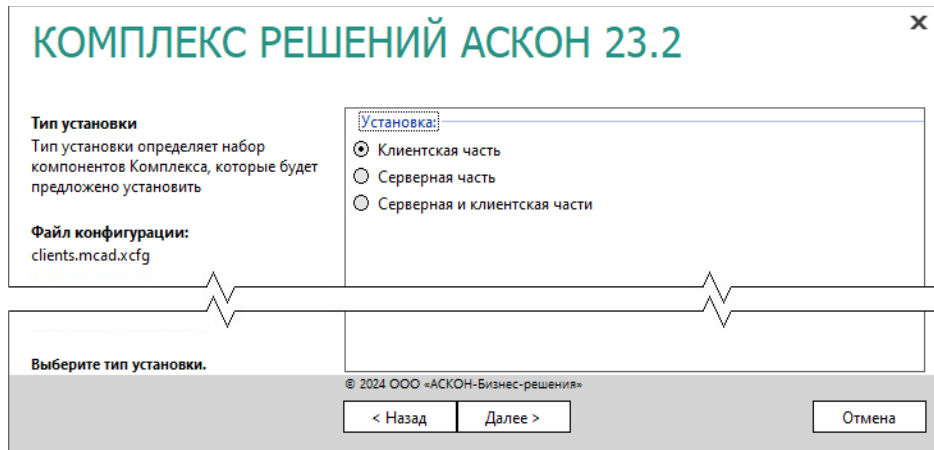 КОМПЛЕКС РЕШЕНИЙ АСКОН 23.2
Тип установки
Тип установки определяет набор
компонентов Комплекса, которые будет
предложено установить
Файл конфигурации:
clients.mcad.xcfg
Выберите тип установки.
Установка:
Клиентская часть
Серверная часть
Серверная и клиентская части
© 2024 ООО «АСКОН-Бизнес-решения»
< Назад
Далее >
Отмена